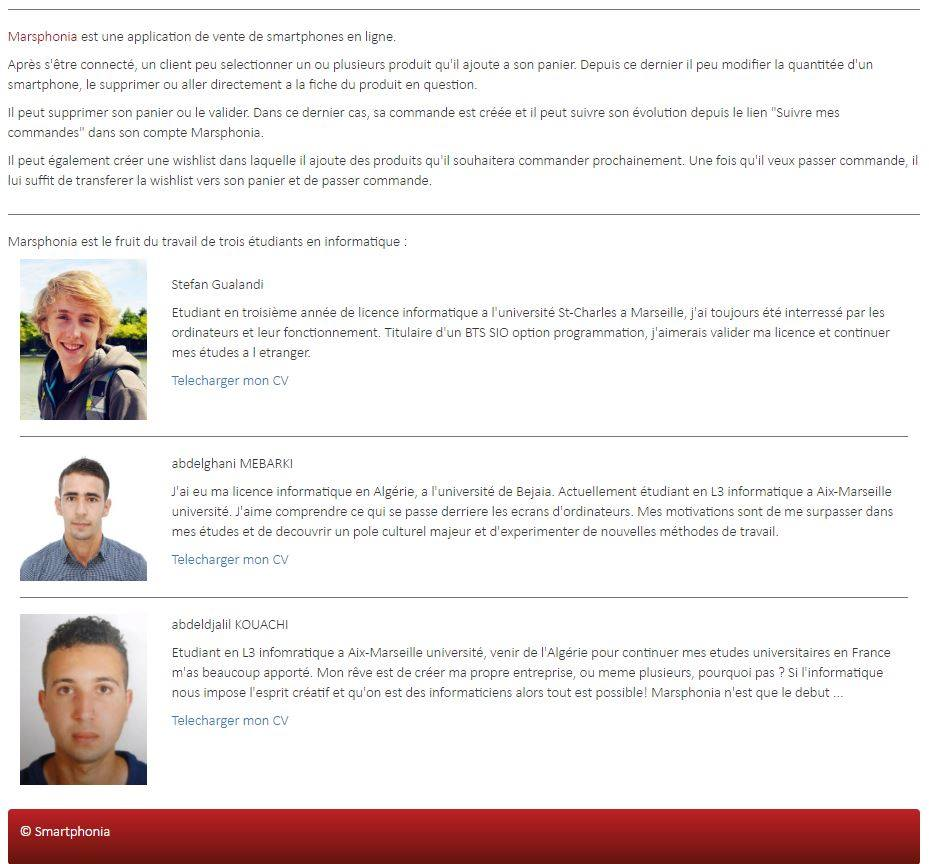 Marsphonia est une application de vente de smartphones en ligne.
Après s'être connecté, un client peu selectionner un ou plusieurs produit qu'il ajoute a son panier. Depuis ce dernier il peu modifier la quantitée d'un
smartphone, le supprimer ou aller directement a la fiche du produit en question.
Il peut supprimer son panier ou le valider. Dans ce dernier cas, sa commande est créée et il peut suivre son évolution depuis le lien "Suivre mes
commandes" dans son compte Marsphonia.
Il peut également créer une wishlist dans laquelle il ajoute des produits qu'il souhaitera commander prochainement. Une fois qu'il veux passer commande, il
lui suffit de transferer la wishlist vers son panier et de passer commande.
Marsphonia est le fruit du travail de trois étudiants en informatique :
Stefan Gualandi
Etudiant en troisième année de licence informatique a l'université St-Charles a Marseille, j'ai toujours été interressé par les
ordinateurs et leur fonctionnement. Titulaire d'un BTS SIO option programmation, j'aimerais valider ma licence et continuer
mes études a l etranger.
Telecharger mon CV
abdelghani MEBARKI
J'ai eu ma licence informatique en Algérie, a l'université de Bejaia. Actuellement étudiant en L3 informatique a Aix-Marseille
université. J'aime comprendre ce qui se passe derriere les ecrans d'ordinateurs. Mes motivations sont de me surpasser dans
mes études et de decouvrir un pole culturel majeur et d'experimenter de nouvelles méthodes de travail.
Telecharger mon CV
abdeldjalil KOUACHI
Etudiant en L3 infomratique a Aix-Marseille université, venir de l'Algérie pour continuer mes etudes universitaires en France
m'as beaucoup apporté. Mon rêve est de créer ma propre entreprise, ou meme plusieurs, pourquoi pas ? Si l'informatique
nous impose l'esprit créatif et qu'on est des informaticiens alors tout est possible! Marsphonia n'est que le debut ...
Telecharger mon CV
© Smartphonia